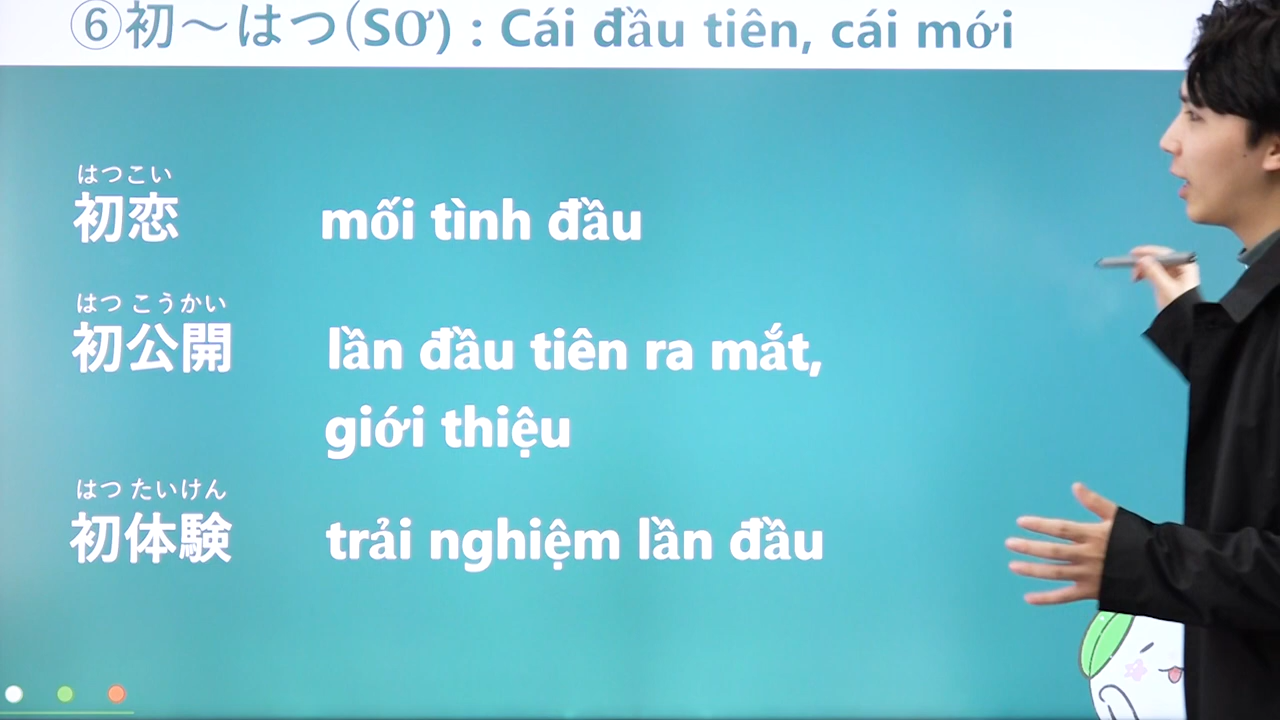 ⑥初～はつ(SƠ) : Cái đầu tiên, cái mới
はつこい
初恋 mối tình đầu
はつ こうかい
初公開 lần đầu tiên ra mắt,
giới thiệu
はつ たいけん
初体験 trải nghiệm lần đầu